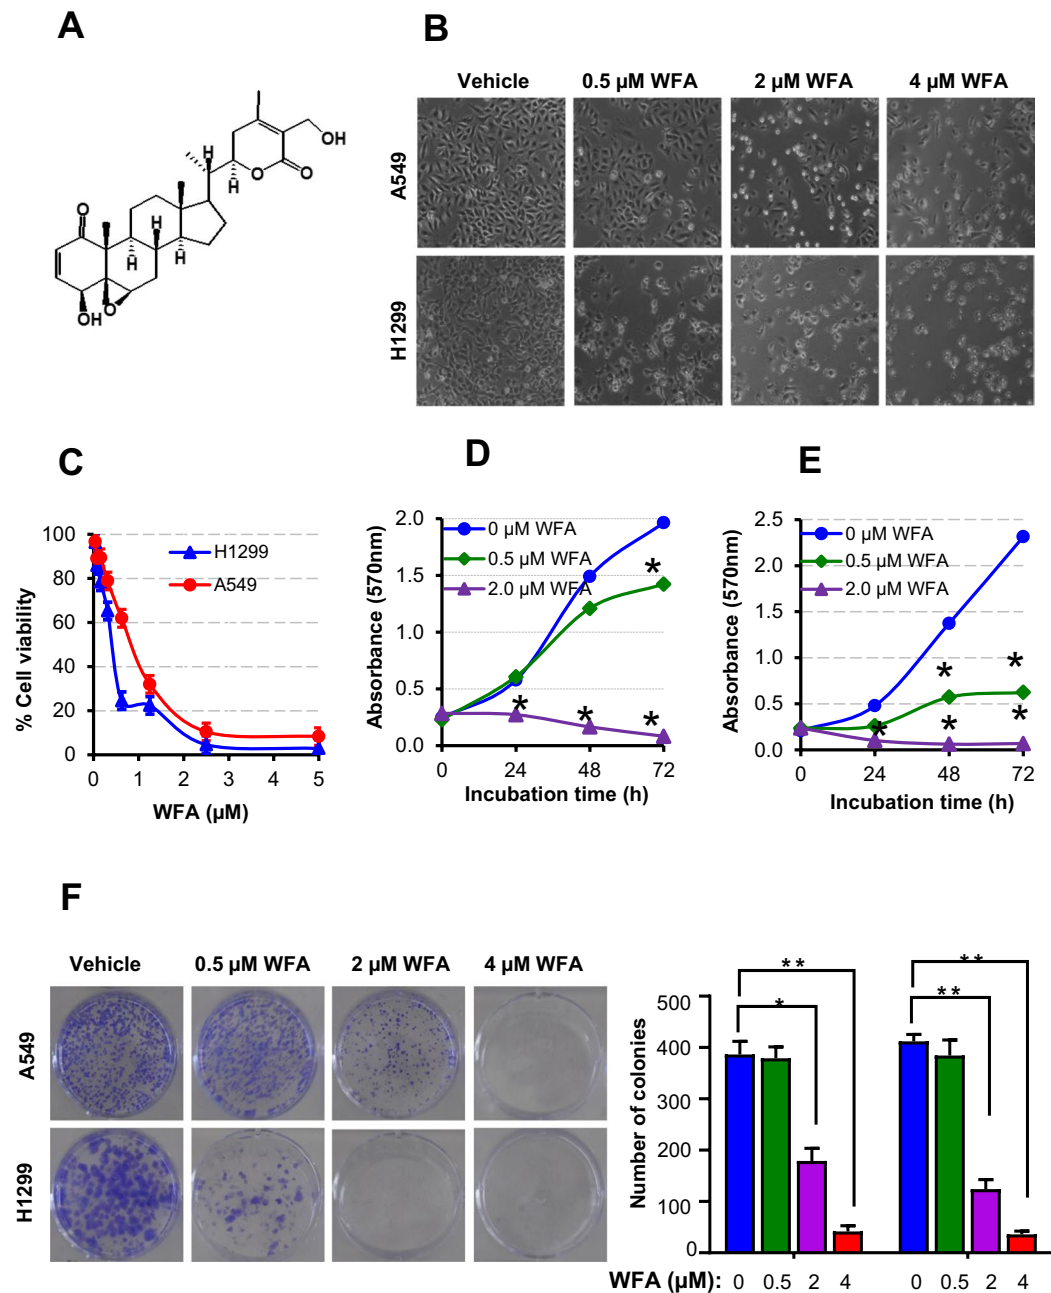 A
B
Vehicle
0.5 µM WFA
2 µM WFA
4 µM WFA
A549
H1299
OH
O
O
H
H
O
H
H
H
O
OH
C
D
E
100
80
60
40
20
0
% Cell viability
H1299
A549
0 1 2 3 4 5
WFA (µM)
2.0
1.5
1.0
0.5
0.0
Absorbance (570nm)
0 µM WFA
0.5 µM WFA
2.0 µM WFA
*
*
*
*
0 24 48 72
Incubation time (h)
2.5
2.0
1.5
1.0
0.5
0.0
Absorbance (570nm)
0 µM WFA
0.5 µM WFA
2.0 µM WFA
*
*
*
*
*
0 24 48 72
Incubation time (h)
F
Vehicle
0.5 µM WFA
2 µM WFA
4 µM WFA
A549
H1299
500
400
300
200
100
0
Number of colonies
**
*
**
**
WFA (µM): 0 0.5 2 4 0 0.5 2 4